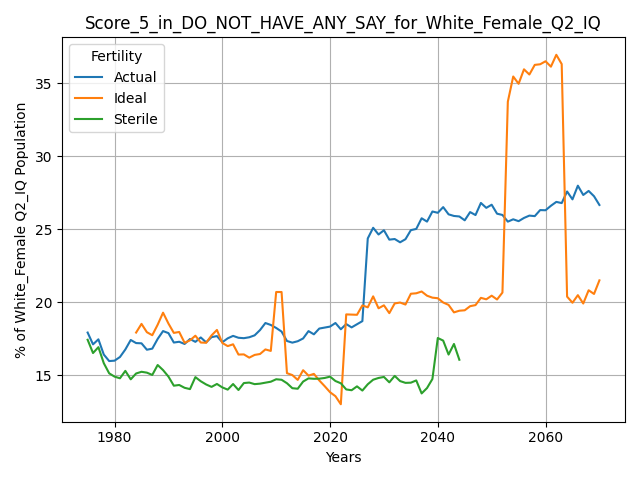 Score_5_in_DO_NOT_HAVE_ANY_SAY_for_White_Female_Q2_IQ
Fertility
Actual
Ideal
Sterile
% of White_Female Q2_IQ Population
35
30
25
20
15
1980
2000
2020
2040
2060
Years